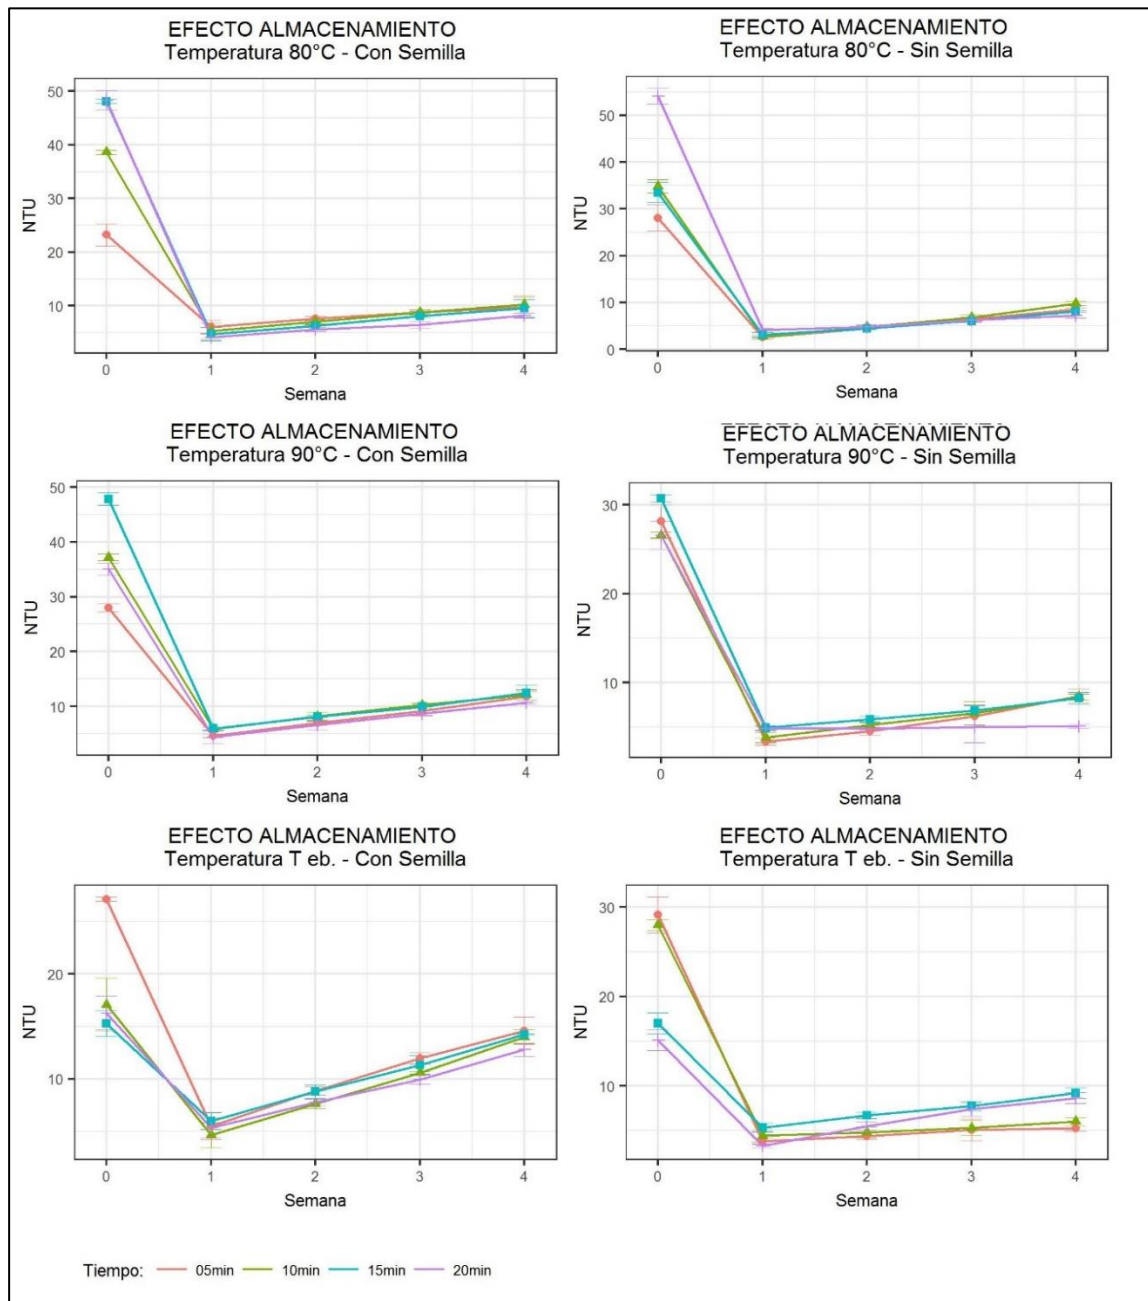 EFECTO ALMACENAMIENTO
Temperatura 80°C - Con Semilla
50
40
30
20
10
NTU
0 1 2 3 4
Semana
EFECTO ALMACENAMIENTO
Temperatura 80°C - Sin Semilla
50
40
30
20
10
0
NTU
0 1 2 3 4
Semana
EFECTO ALMACENAMIENTO
Temperatura 90°C - Con Semilla
50
40
30
20
10
NTU
0 1 2 3 4
Semana
EFECTO ALMACENAMIENTO
Temperatura 90°C - Sin Semilla
30
20
10
NTU
0 1 2 3 4
Semana
EFECTO ALMACENAMIENTO
Temperatura T eb. - Con Semilla
20
10
NTU
0 1 2 3 4
Semana
EFECTO ALMACENAMIENTO
Temperatura T eb. - Sin Semilla
30
20
10
NTU
0 1 2 3 4
Semana
Tiempo: 05min 10min 15min 20min